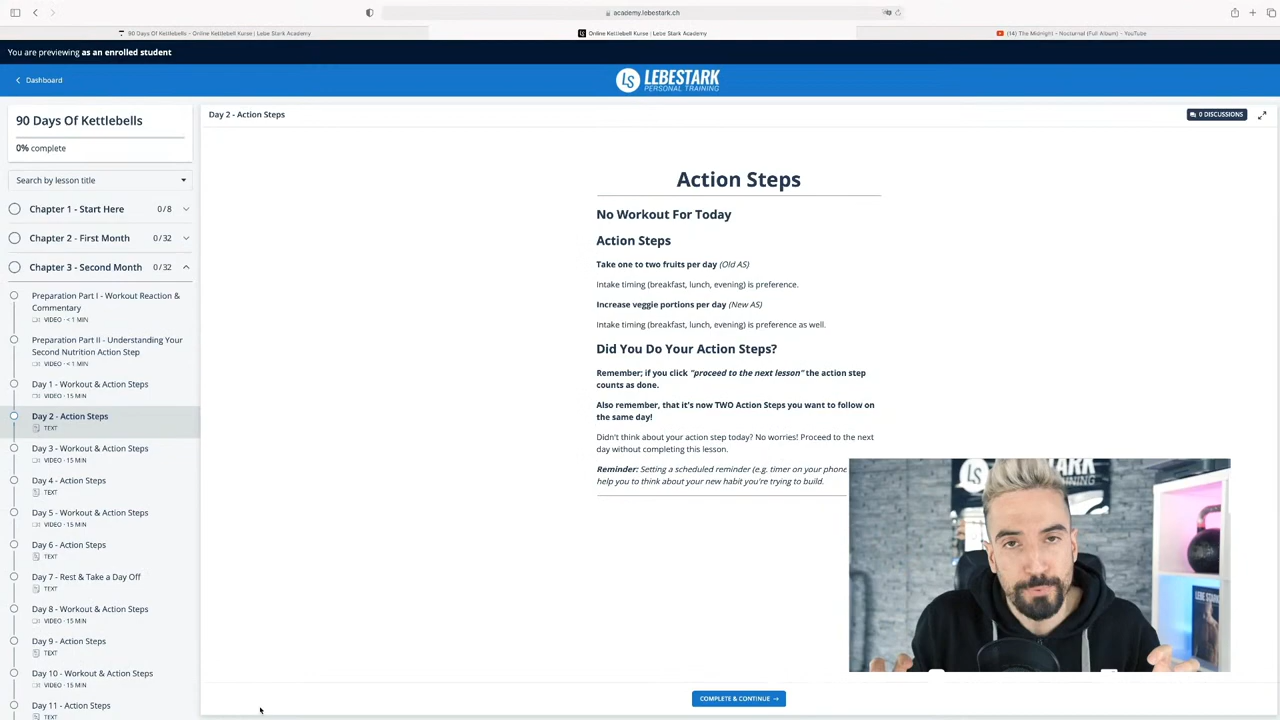 academy.lebestark.ch
90 Days Of Kettlebells - Online Kettlebell Kurse | Lebe Stark Academy
Online Kettlebell Kurse | Lebe Stark Academy
(14) The Midnight - Nocturnal (Full Album) - YouTube
You are previewing as an enrolled student
Dashboard
LS LEBESTARK
PERSONAL TRAINING
90 Days Of Kettlebells
0% complete
Search by lesson title
Chapter 1 - Start Here 0/8
Chapter 2 - First Month 0/32
Chapter 3 - Second Month 0/32
Preparation Part I - Workout Reaction &
Commentary
VIDEO · < 1 MIN
Preparation Part II - Understanding Your
Second Nutrition Action Step
VIDEO · < 1 MIN
Day 1 - Workout & Action Steps
VIDEO · 15 MIN
Day 2 - Action Steps
TEXT
Day 3 - Workout & Action Steps
VIDEO · 15 MIN
Day 4 - Action Steps
TEXT
Day 5 - Workout & Action Steps
VIDEO · 15 MIN
Day 6 - Action Steps
TEXT
Day 7 - Rest & Take a Day Off
TEXT
Day 8 - Workout & Action Steps
VIDEO · 15 MIN
Day 9 - Action Steps
TEXT
Day 10 - Workout & Action Steps
VIDEO · 15 MIN
Day 11 - Action Steps
TEXT
Day 2 - Action Steps
0 DISCUSSIONS
Action Steps
No Workout For Today
Action Steps
Take one to two fruits per day (Old AS)
Intake timing (breakfast, lunch, evening) is preference.
Increase veggie portions per day (New AS)
Intake timing (breakfast, lunch, evening) is preference as well.
Did You Do Your Action Steps?
Remember; if you click "proceed to the next lesson" the action step
counts as done.
Also remember, that it's now TWO Action Steps you want to follow on
the same day!
Didn't think about your action step today? No worries! Proceed to the next
day without completing this lesson.
Reminder: Setting a scheduled reminder (e.g. timer on your phone
help you to think about your new habit you're trying to build.
COMPLETE & CONTINUE →